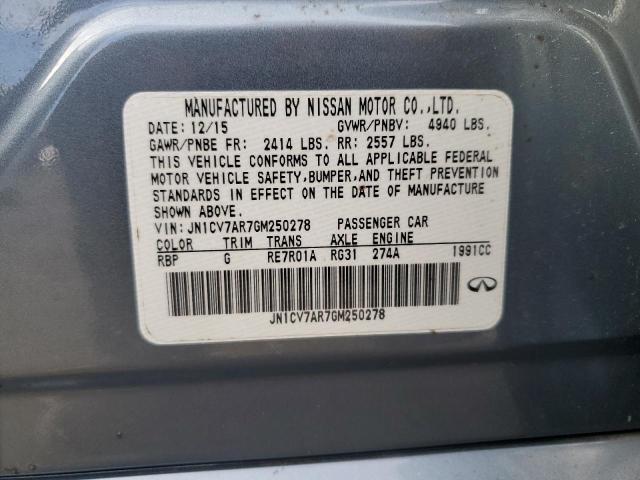 MANUFACTURED BY NISSAN MOTOR CO.,LTD.
DATE: 12/15 GVWR/PNBV: 4940 LBS.
GAWR/PNBE FR: 2414 LBS. RR: 2557 LBS.
THIS VEHICLE CONFORMS TO ALL APPLICABLE FEDERAL
MOTOR VEHICLE SAFETY,BUMPER,AND THEFT PREVENTION
STANDARDS IN EFFECT ON THE DATE OF MANUFACTURE
SHOWN ABOVE.
VIN: JN1CV7AR7GM250278 PASSENGER CAR
COLOR TRIM TRANS AXLE ENGINE
RBP G RE7R01A RG31 274A 1991CC
JN1CV7AR7GM250278